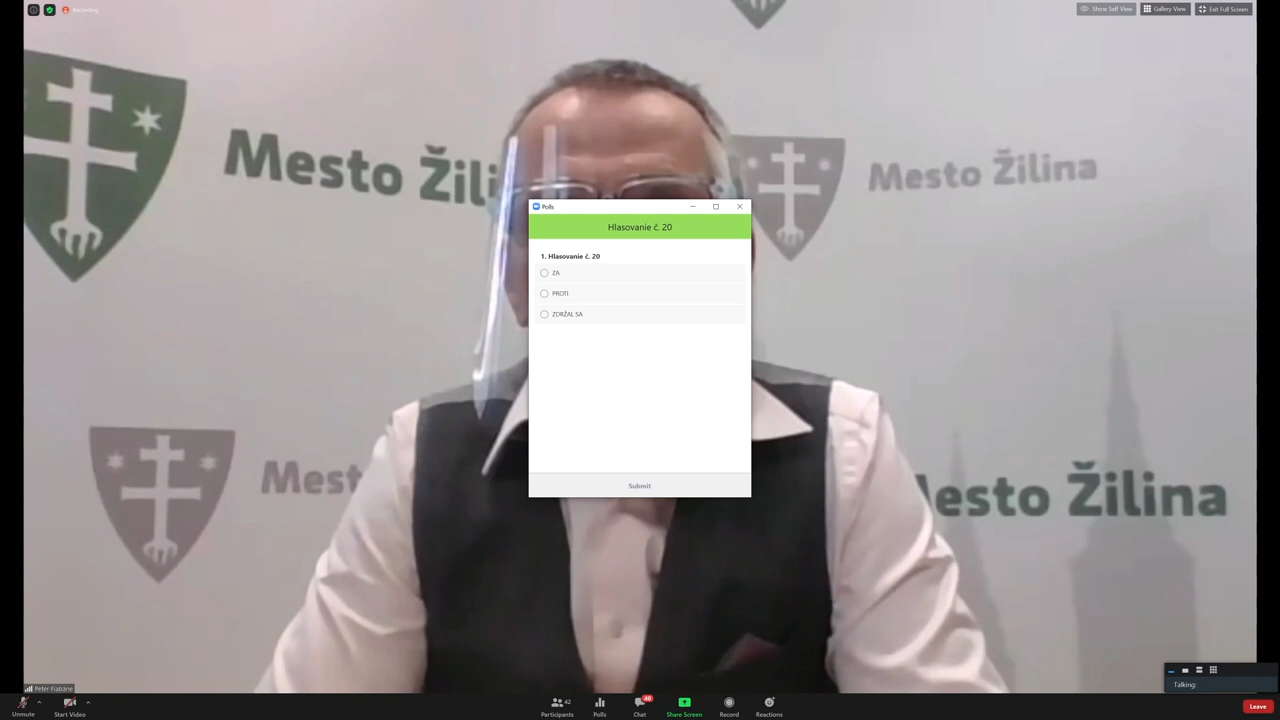 Recording
Show Self View
Gallery View
Exit Full Screen
Mesto Žili
Mesto Žilina
Polls
Hlasovanie č. 20
1. Hlasovanie č. 20
ZA
PROTI
ZDRŽAL SA
Submit
Mest
esto Žilina
Peter Fiabáne
Talking:
Unmute
Start Video
Participants
42
Polls
Chat
40
Share Screen
Record
Reactions
Leave